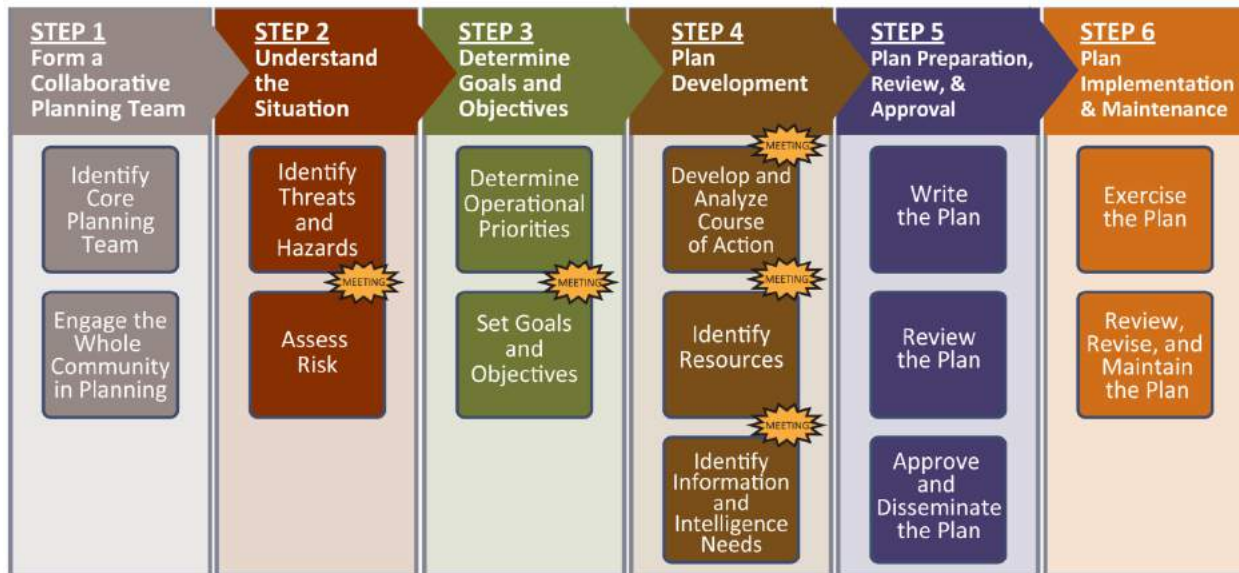 STEP 1
Form a
Collaborative
Planning Team
STEP 2
Understand
the
Situation
STEP 3
Determine
Goals and
Objectives
STEP 4
Plan
Development
STEP 5
Plan Preparation,
Review, &
Approval
STEP 6
Plan
Implementation
& Maintenance
Identify
Core
Planning
Team
Engage the
Whole
Community
in Planning
Identify
Threats
and
Hazards
MEETING
Assess
Risk
Determine
Operational
Priorities
MEETING
Set Goals
and
Objectives
MEETING
Develop and
Analyze
Course
of Action
MEETING
Identify
Resources
MEETING
Identify
Information
and
Intelligence
Needs
Write
the Plan
Review
the Plan
Approve
and
Disseminate
the Plan
Exercise
the Plan
Review,
Revise, and
Maintain
the Plan